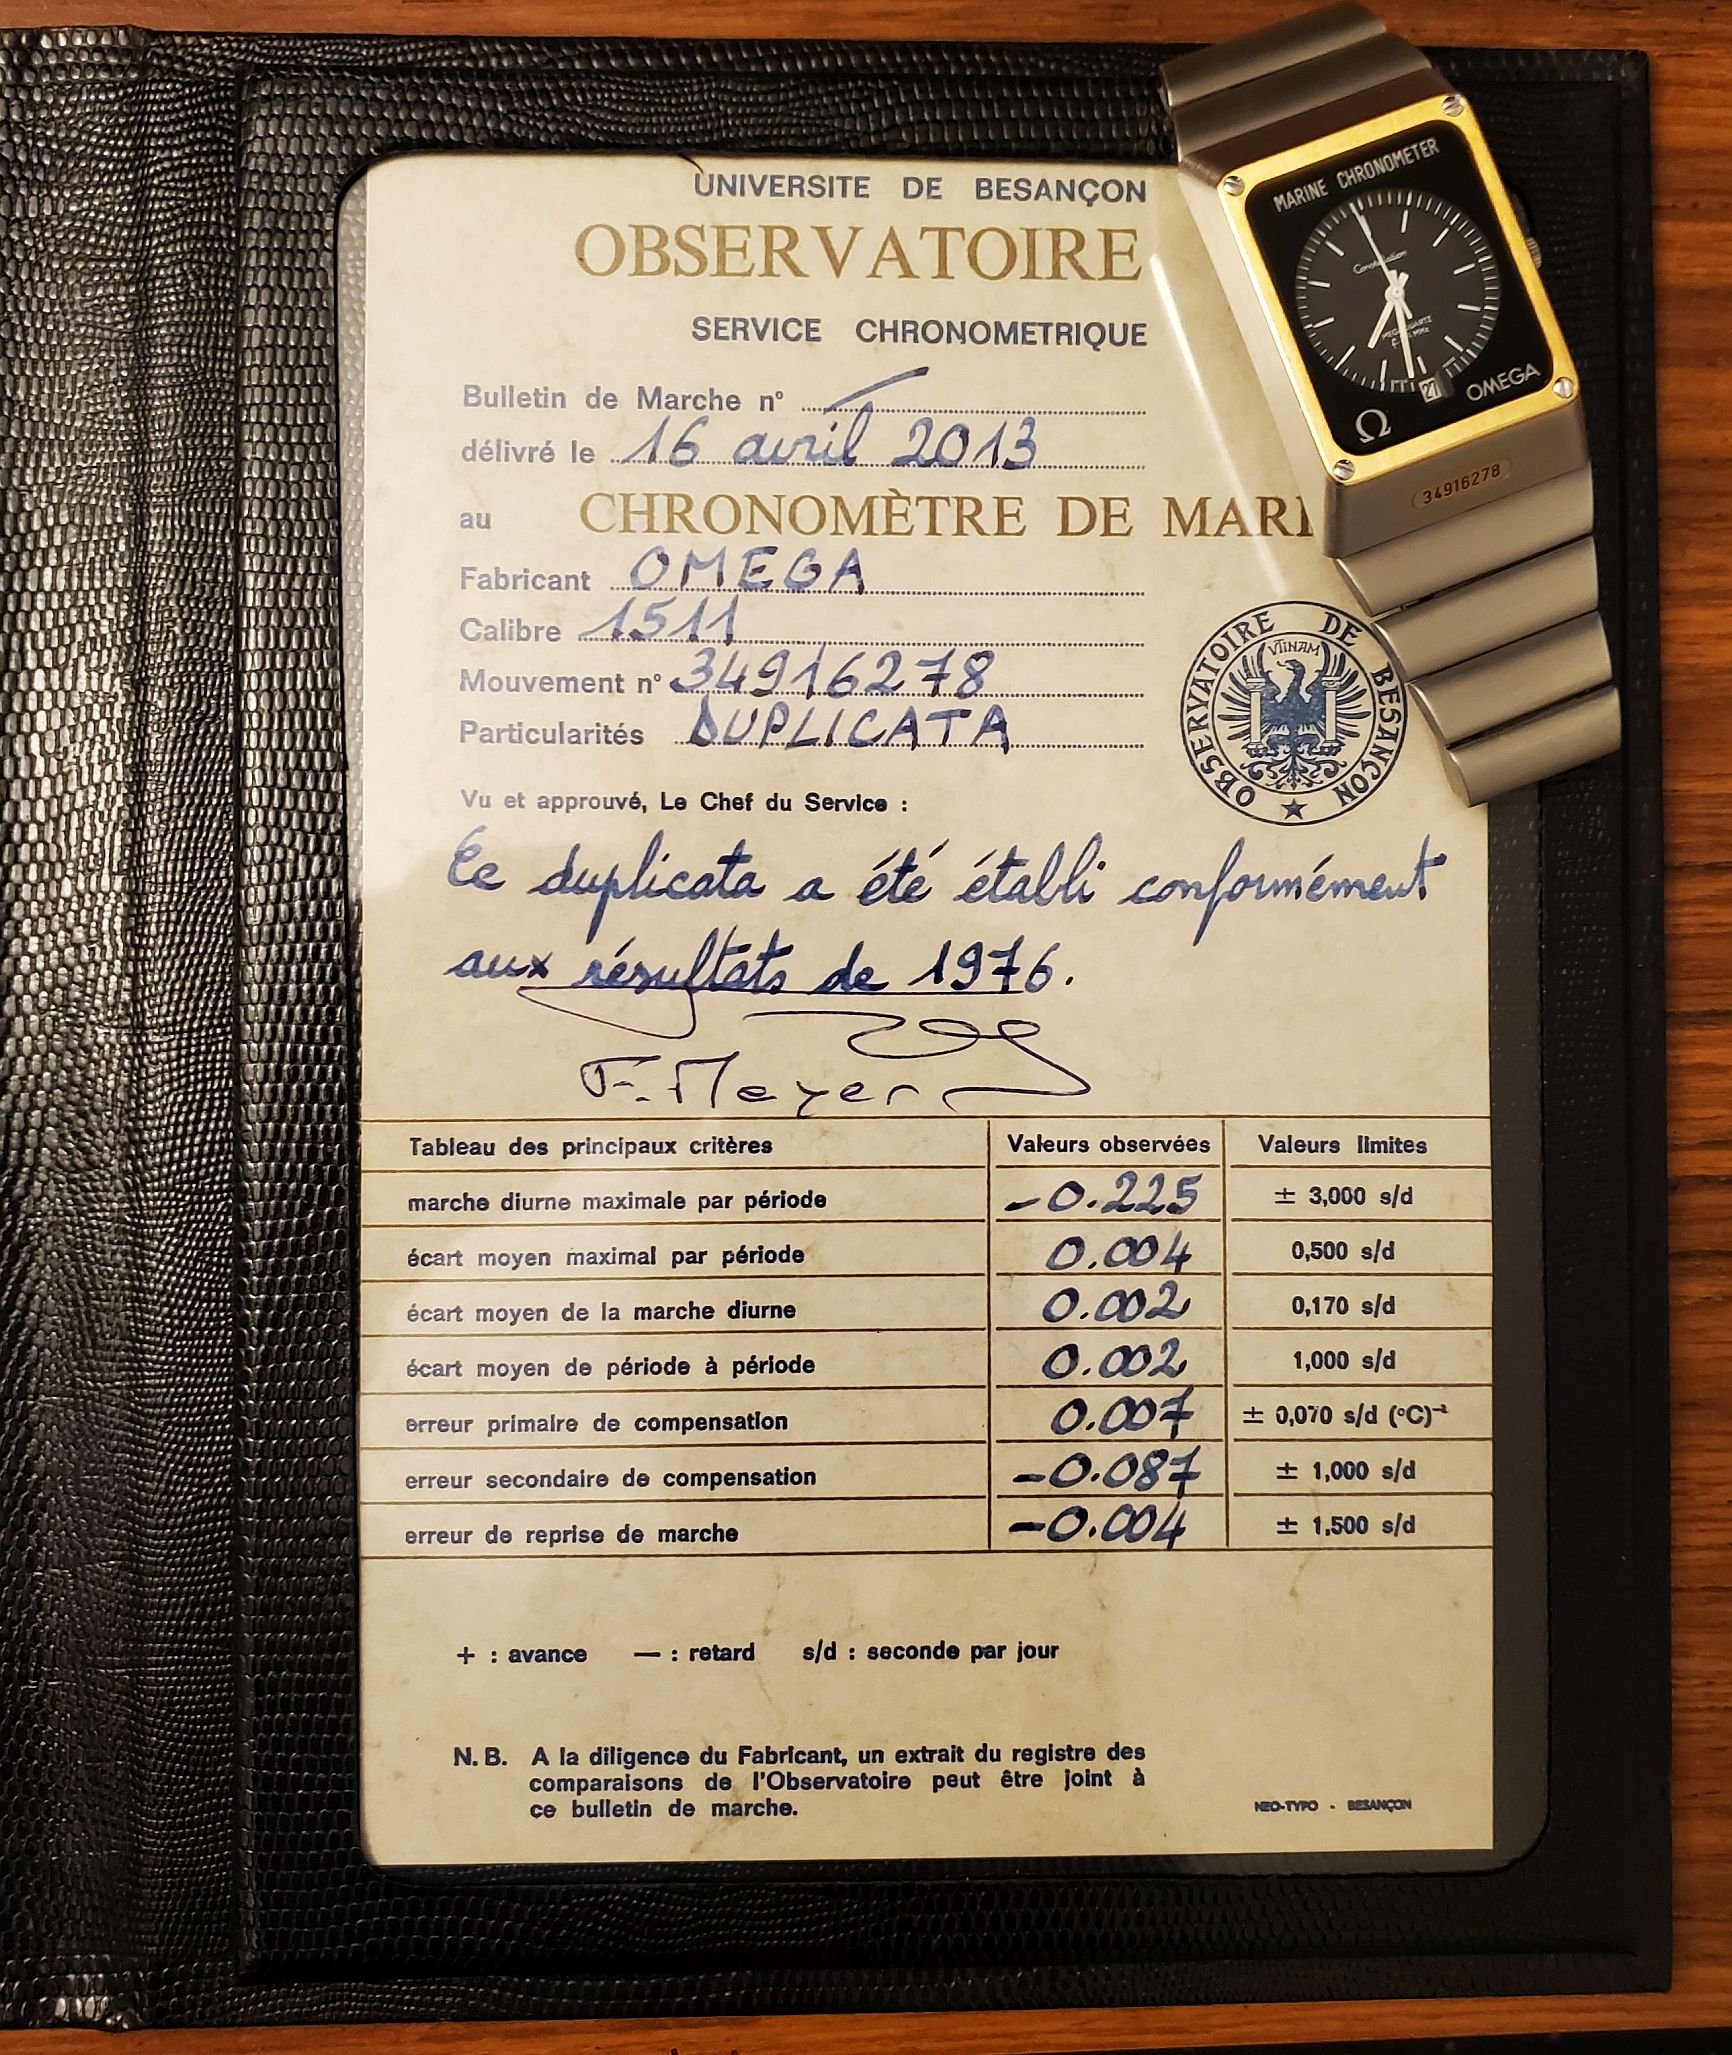 UNIVERSITE DE BESANÇON
OBSERVATOIRE
SERVICE CHRONOMETRIQUE
Bulletin de Marche n°
délivré le 16 avril 2013
au CHRONOMÈTRE DE MARI
Fabricant OMEGA
Calibre 1511
Mouvement n° 34916278
Particularités DUPLICATA
Vu et approuvé, Le Chef du Service :
Ce duplicata a été établi conformément
aux résultats de 1976.
F. Meyer
OBSERVATOIRE DE BESANÇON
VTINAM
Tableau des principaux critères Valeurs observées Valeurs limites
marche diurne maximale par période -0.225 ± 3,000 s/d
écart moyen maximal par période 0.004 0,500 s/d
écart moyen de la marche diurne 0.002 0,170 s/d
écart moyen de période à période 0.002 1,000 s/d
erreur primaire de compensation 0.007 ± 0,070 s/d (°C)⁻¹
erreur secondaire de compensation -0.087 ± 1,000 s/d
erreur de reprise de marche -0.004 ± 1.500 s/d
+ : avance — : retard s/d : seconde par jour
N. B. A la diligence du Fabricant, un extrait du registre des
comparaisons de l'Observatoire peut être joint à
ce bulletin de marche.
NEO-TYPO - BESANÇON
MARINE CHRONOMETER
Constellation
MEGAQUARTZ
21
Ω OMEGA
34916278